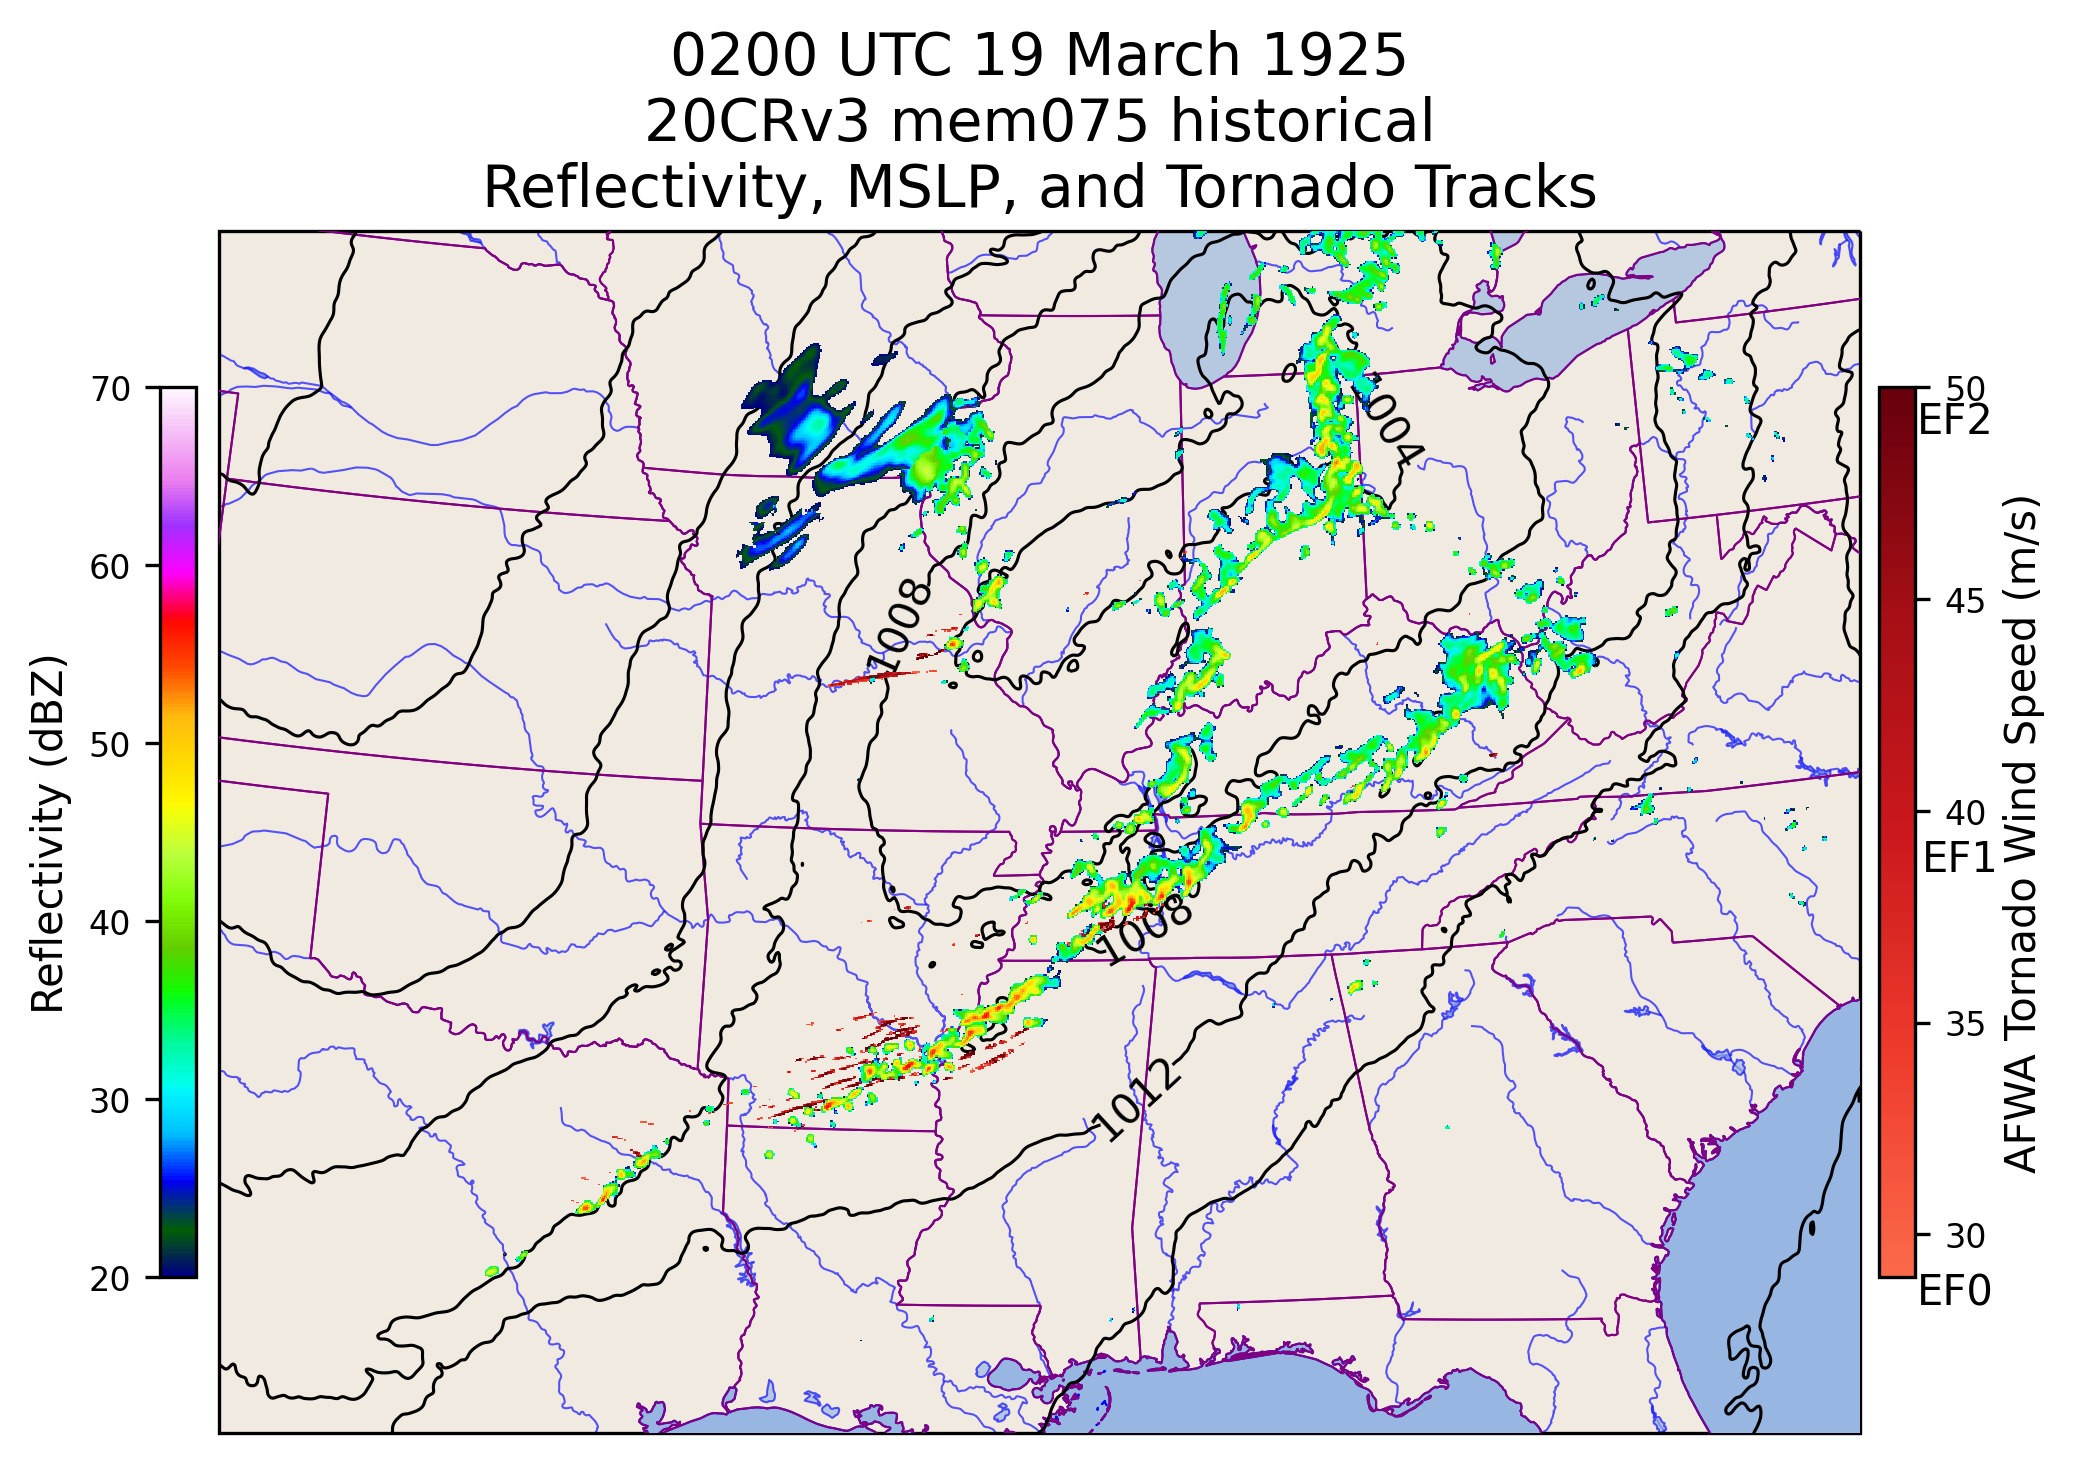 0200 UTC 19 March 1925
20CRv3 mem075 historical
Reflectivity, MSLP, and Tornado Tracks
Reflectivity (dBZ)
70
60
50
40
30
20
1004
1008
1008
1012
50
EF2
45
40
EF1
35
30
EF0
AFWA Tornado Wind Speed (m/s)